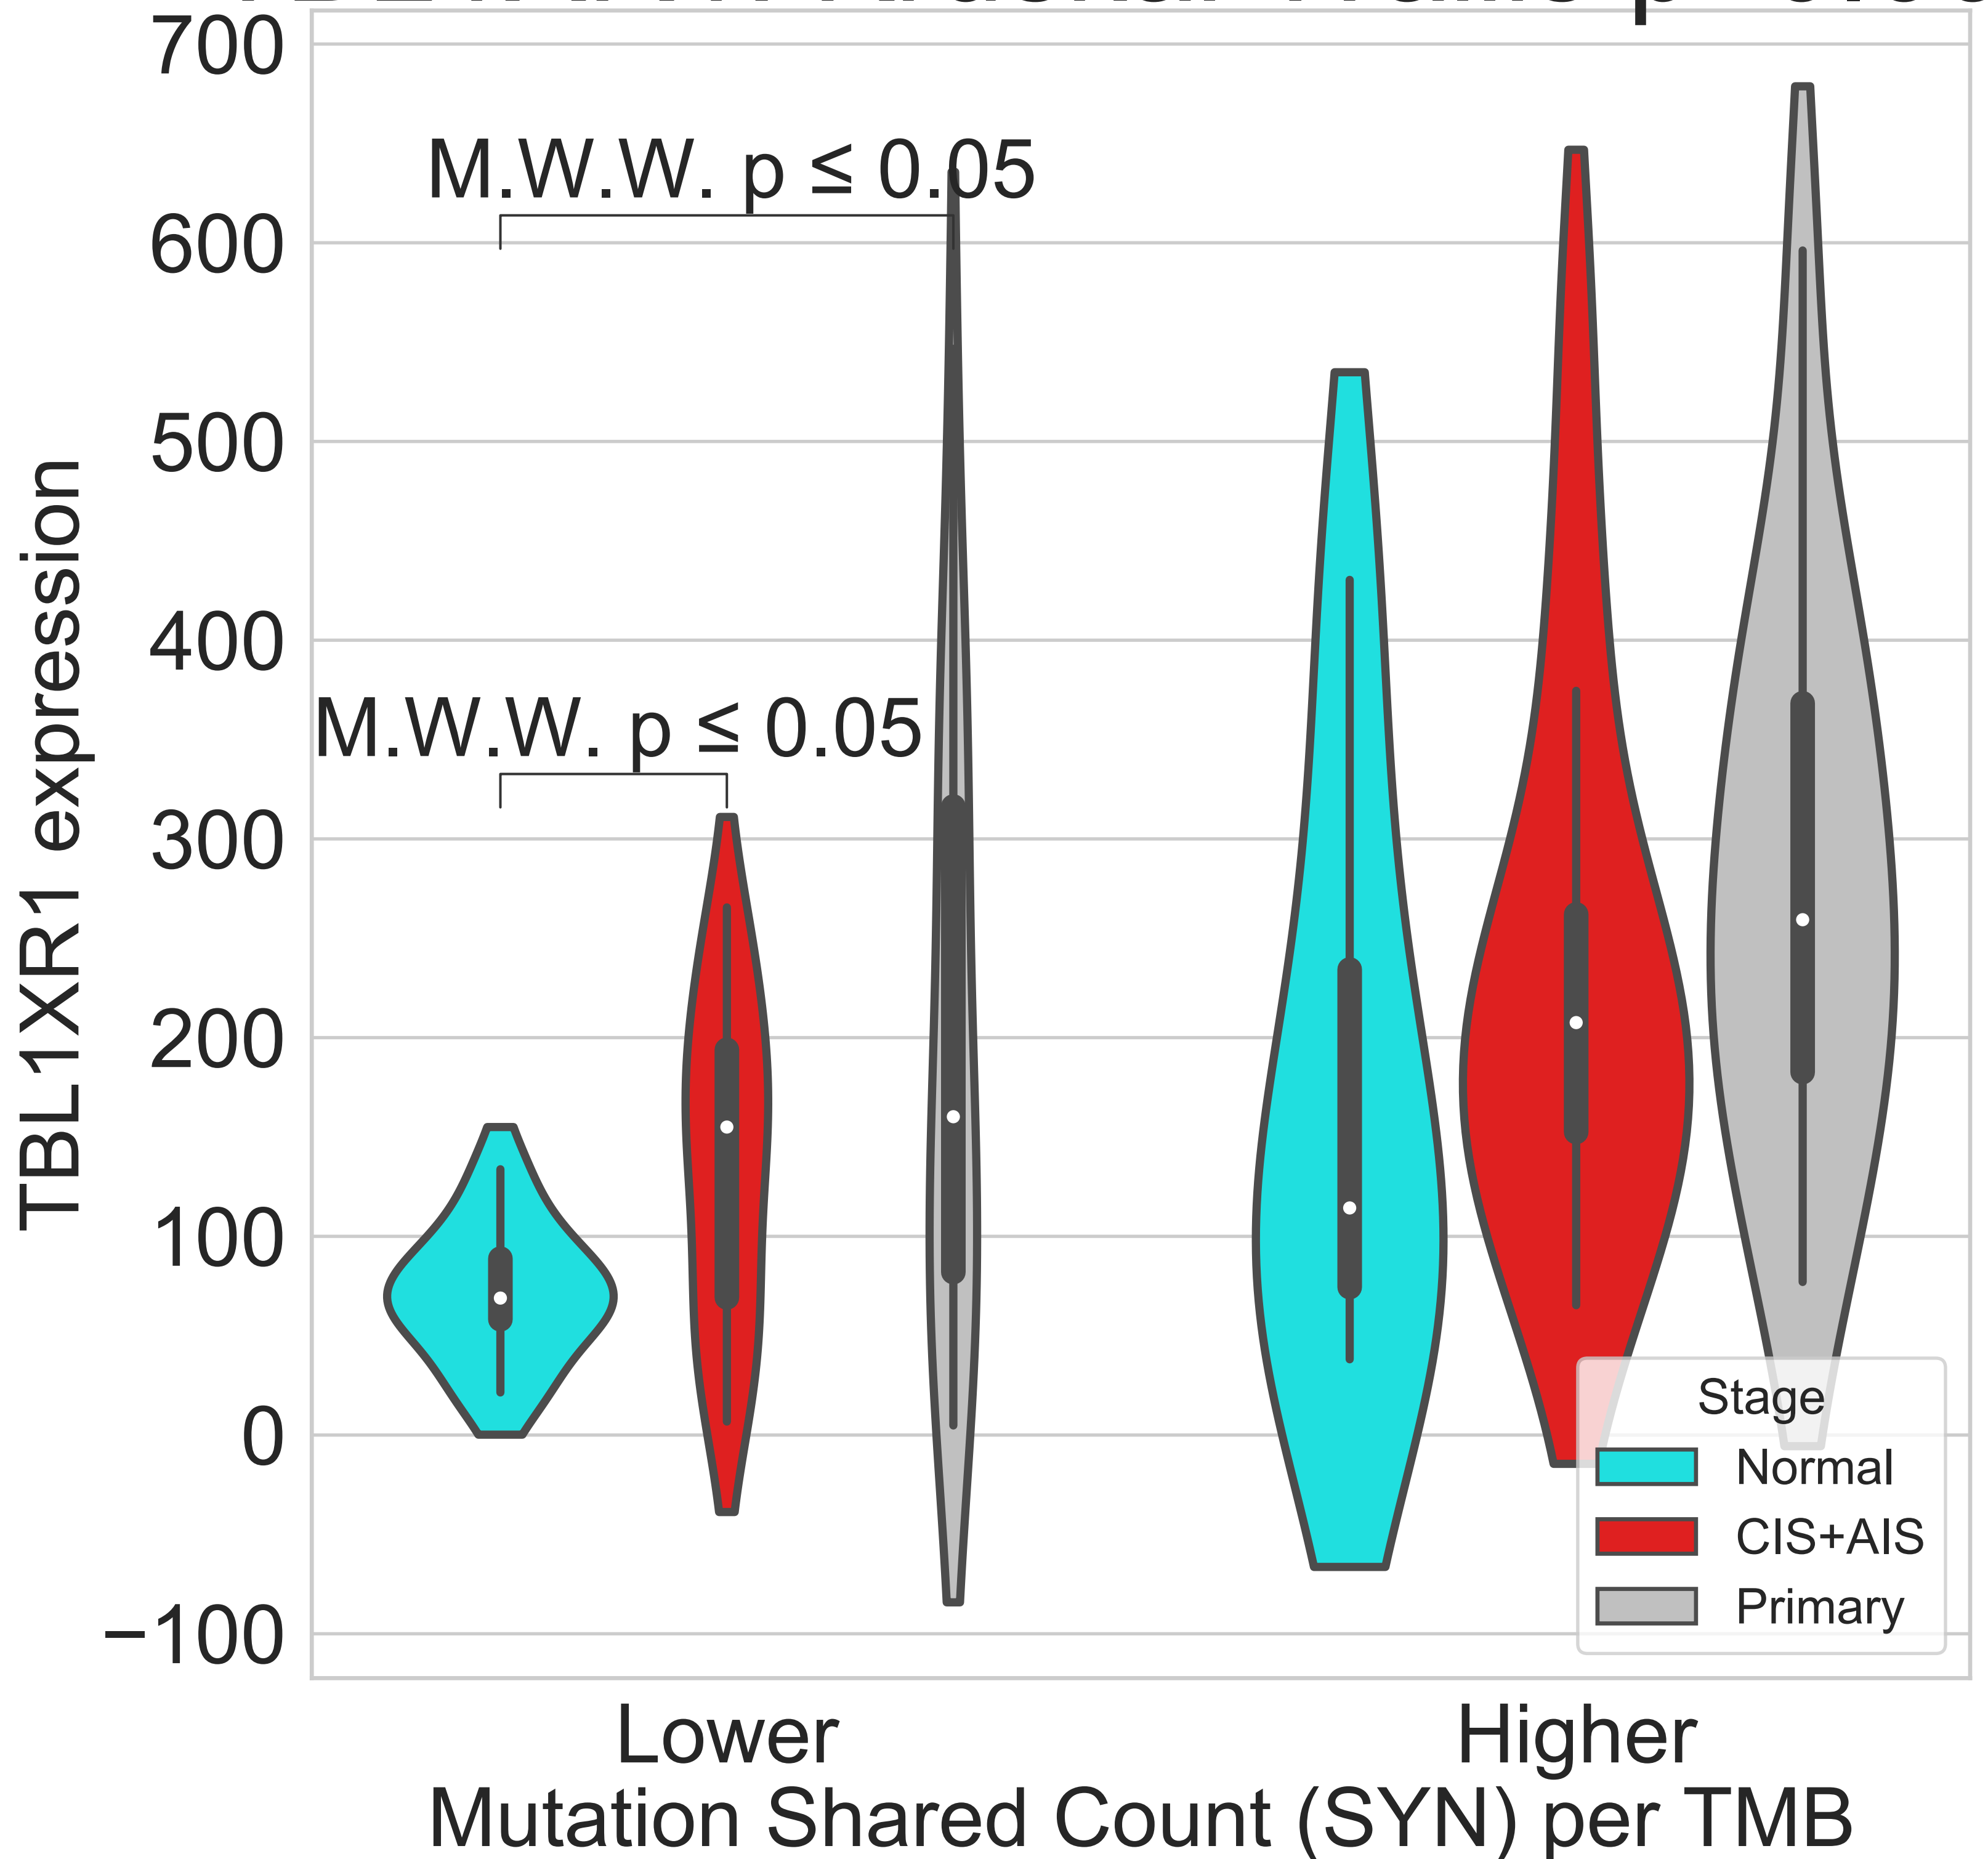 700
M.W.W. p ≤ 0.05
600
500
400
M.W.W. p ≤ 0.05
300
200
100
0
−100
TBL1XR1 expression
Stage
Normal
CIS+AIS
Primary
Lower
Higher
Mutation Shared Count (SYN) per TMB